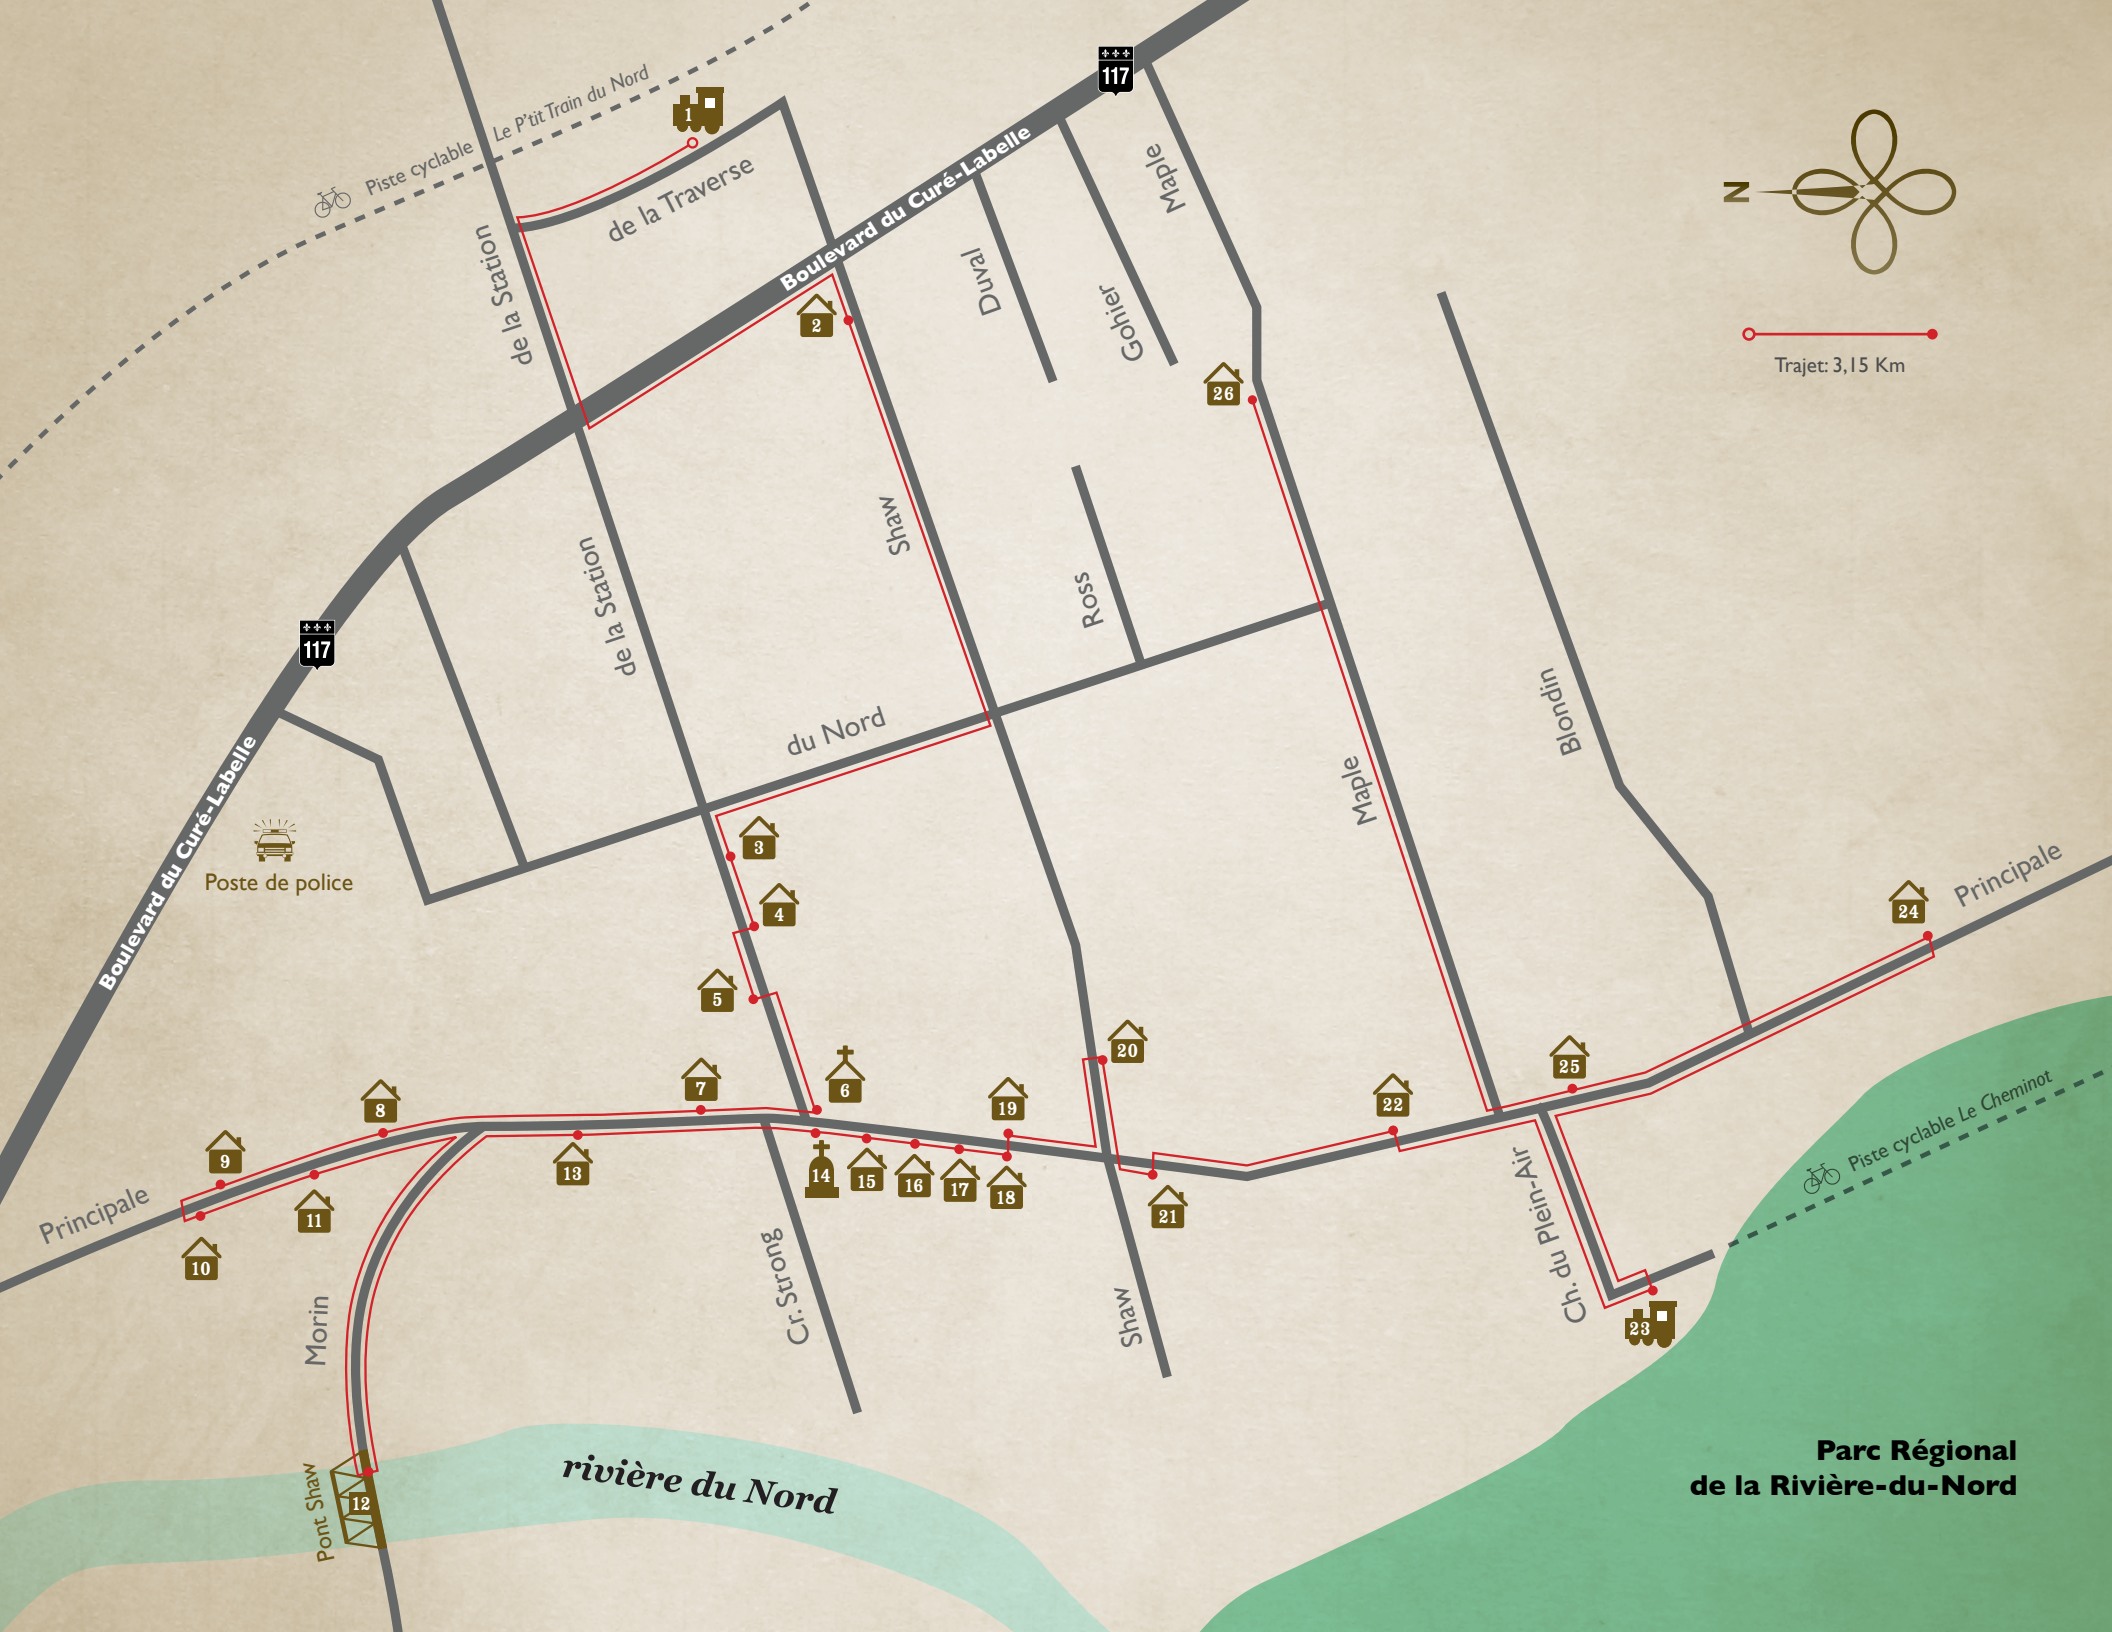 117
Piste cyclable Le P'tit Train du Nord
1
de la Traverse
Boulevard du Curé-Labelle
de la Station
Maple
N
Duval
Gohier
2
Trajet: 3,15 Km
26
Shaw
de la Station
Ross
117
Blondin
du Nord
Maple
Boulevard du Curé-Labelle
Poste de police
3
4
Principale
24
5
20
25
7
6
8
19
22
9
Piste cyclable Le Cheminot
13
14
15
16
17
18
21
Principale
11
10
Ch. du Plein-Air
Cr. Strong
Morin
Shaw
23
Parc Régional
de la Rivière-du-Nord
rivière du Nord
Pont Shaw
12